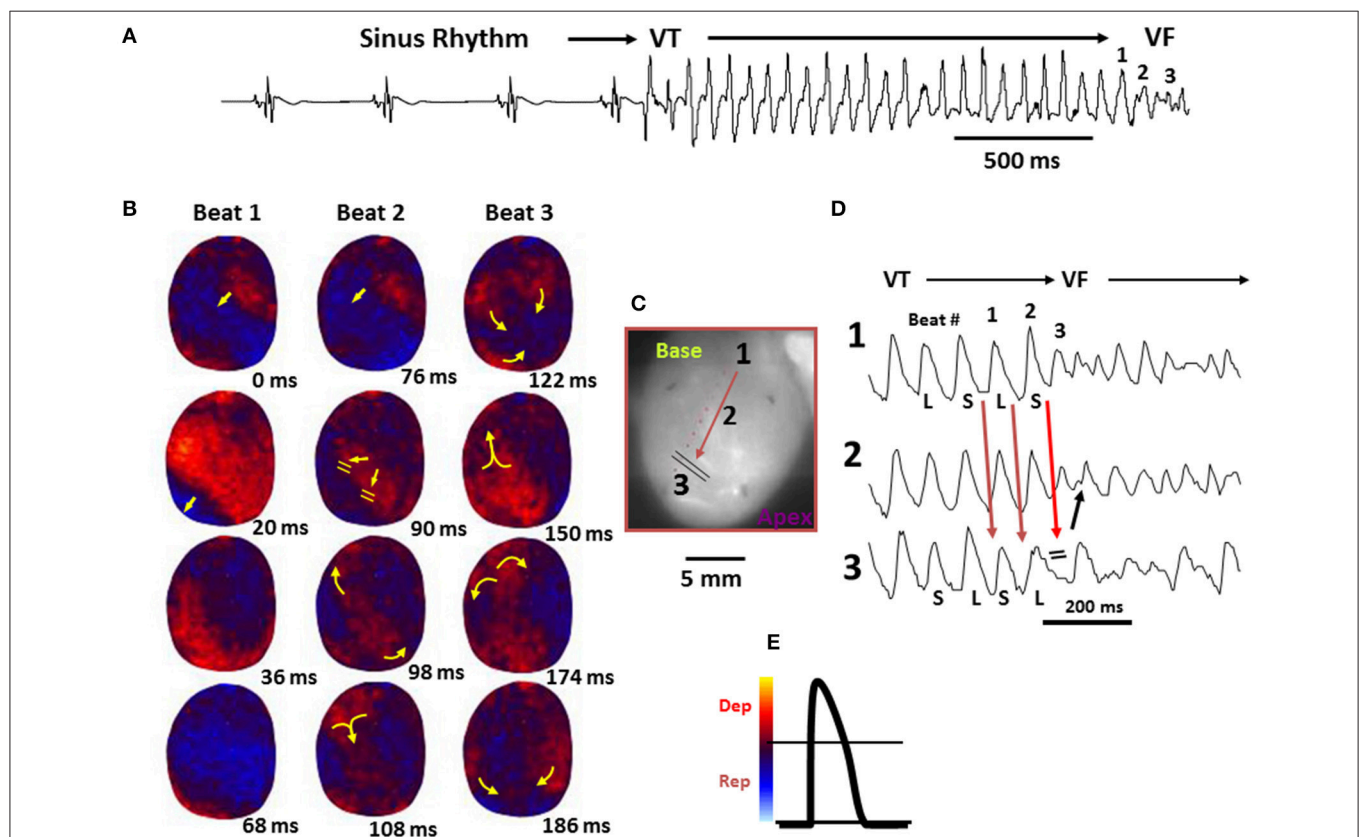 A
Sinus Rhythm VT VF
1
2
3
500 ms
B
Beat 1 Beat 2 Beat 3
0 ms 76 ms 122 ms
20 ms 90 ms 150 ms
36 ms 98 ms 174 ms
68 ms 108 ms 186 ms
C
Base 1
2
3
Apex
5 mm
D
VT VF
Beat # 1 2 3
1
L S L S
2
3
S L S L
200 ms
E
Dep
Rep